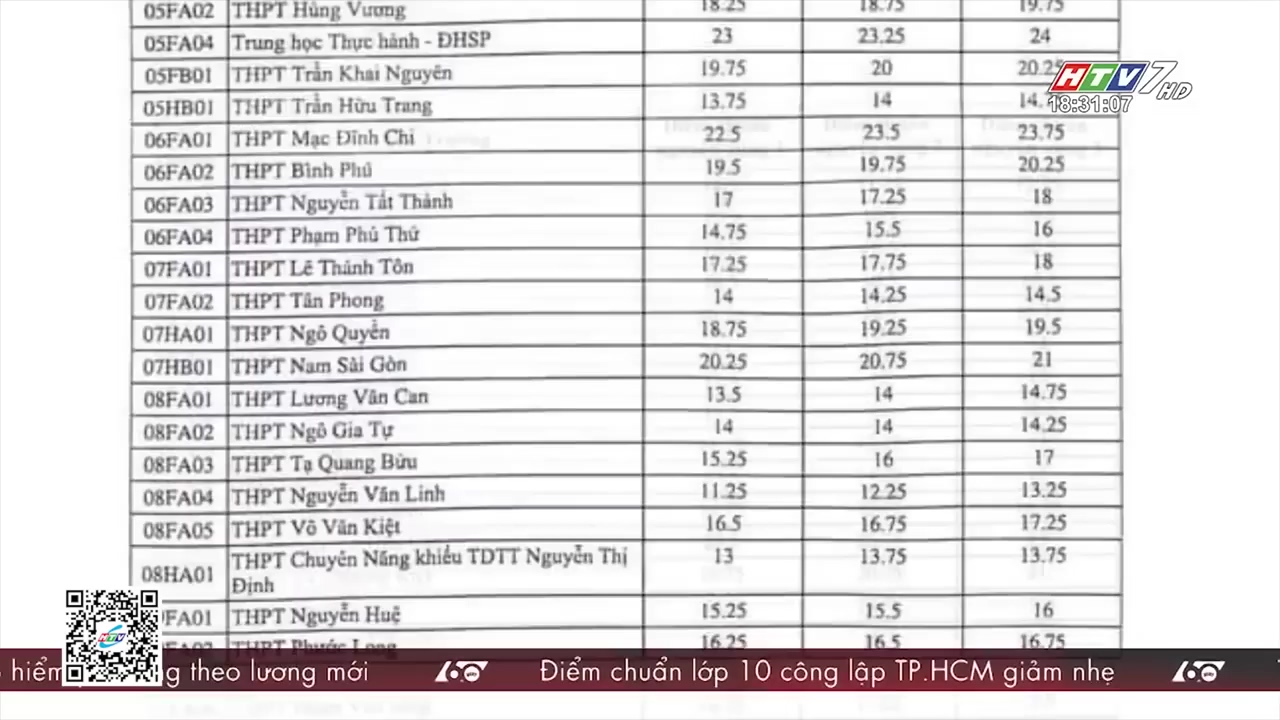 05FA02 THPT Hùng Vương 18.25 18.75 19.75
05FA04 Trung học Thực hành - ĐHSP 23 23.25 24
05FB01 THPT Trần Khai Nguyên 19.75 20 20.25
05HB01 THPT Trần Hữu Trang 13.75 14
06FA01 THPT Mạc Đĩnh Chi 22.5 23.5 23.75
06FA02 THPT Bình Phú 19.5 19.75 20.25
06FA03 THPT Nguyễn Tất Thành 17 17.25 18
06FA04 THPT Phạm Phú Thứ 14.75 15.5 16
07FA01 THPT Lê Thánh Tôn 17.25 17.75 18
07FA02 THPT Tân Phong 14 14.25 14.5
07HA01 THPT Ngô Quyền 18.75 19.25 19.5
07HB01 THPT Nam Sài Gòn 20.25 20.75 21
08FA01 THPT Lương Văn Can 13.5 14 14.75
08FA02 THPT Ngô Gia Tự 14 14 14.25
08FA03 THPT Tạ Quang Bửu 15.25 16 17
08FA04 THPT Nguyễn Văn Linh 11.25 12.25 13.25
08FA05 THPT Võ Văn Kiệt 16.5 16.75 17.25
08HA01 THPT Chuyên Năng khiếu TDTT Nguyễn Thị Định 13 13.75 13.75
FA01 THPT Nguyễn Huệ 15.25 15.5 16
THPT Phước Long 16.25 16.5 16.75
HTV7 HD
18:31:07
HTV
hiểm theo lương mới 60 giây Điểm chuẩn lớp 10 công lập TP.HCM giảm nhẹ 60 giây